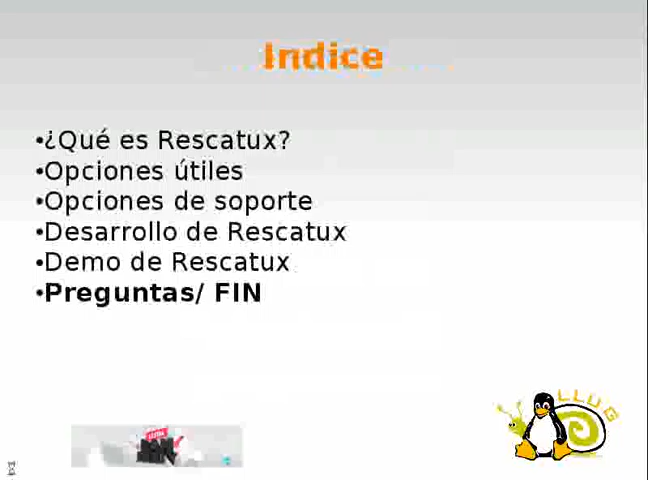 Indice
•¿Qué es Rescatux?
•Opciones útiles
•Opciones de soporte
•Desarrollo de Rescatux
•Demo de Rescatux
•Preguntas/ FIN
LLUG